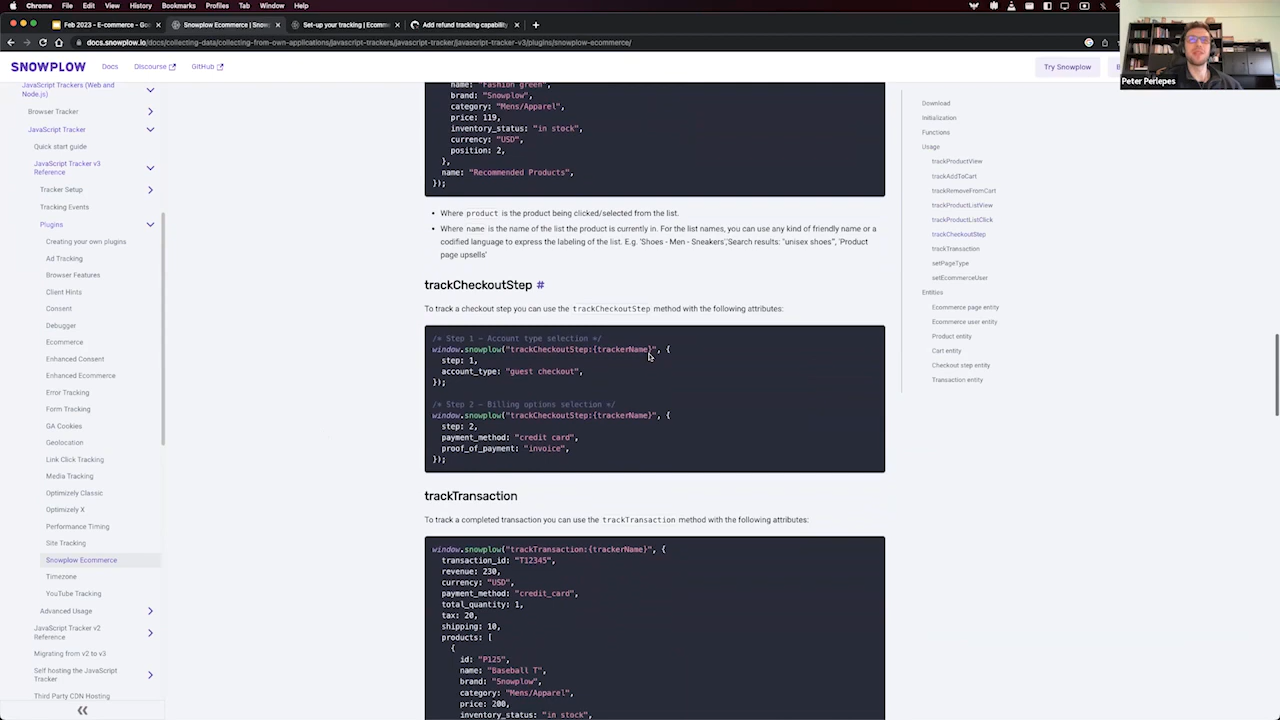 Chrome File Edit View History Bookmarks Profiles Tab Window Help
Feb 2023 - E-commerce - Go
Snowplow Ecommerce | Snow
Set-up your tracking | Ecomm
Add refund tracking capability
docs.snowplow.io/docs/collecting-data/collecting-from-own-applications/javascript-trackers/javascript-tracker/javascript-tracker-v3/plugins/snowplow-ecommerce/
Peter Perlepes
SNOWPLOW Docs Discourse GitHub
Try Snowplow
JavaScript Trackers (Web and
Node.js)
Browser Tracker
JavaScript Tracker
Quick start guide
JavaScript Tracker v3
Reference
Tracker Setup
Tracking Events
Plugins
Creating your own plugins
Ad Tracking
Browser Features
Client Hints
Consent
Debugger
Ecommerce
Enhanced Consent
Enhanced Ecommerce
Error Tracking
Form Tracking
GA Cookies
Geolocation
Link Click Tracking
Media Tracking
Optimizely Classic
Optimizely X
Performance Timing
Site Tracking
Snowplow Ecommerce
Timezone
YouTube Tracking
Advanced Usage
JavaScript Tracker v2
Reference
Migrating from v2 to v3
Self hosting the JavaScript
Tracker
Third Party CDN Hosting
name: "Fashion green",
brand: "Snowplow",
category: "Mens/Apparel",
price: 119,
inventory_status: "in stock",
currency: "USD",
position: 2,
},
name: "Recommended Products",
});
• Where product is the product being clicked/selected from the list.
• Where name is the name of the list the product is currently in. For the list names, you can use any kind of friendly name or a
codified language to express the labeling of the list. E.g. 'Shoes - Men - Sneakers','Search results: "unisex shoes"', 'Product
page upsells'
trackCheckoutStep #
To track a checkout step you can use the trackCheckoutStep method with the following attributes:
/* Step 1 - Account type selection */
window.snowplow("trackCheckoutStep:{trackerName}", {
step: 1,
account_type: "guest checkout",
});
/* Step 2 - Billing options selection */
window.snowplow("trackCheckoutStep:{trackerName}", {
step: 2,
payment_method: "credit card",
proof_of_payment: "invoice",
});
trackTransaction
To track a completed transaction you can use the trackTransaction method with the following attributes:
window.snowplow("trackTransaction:{trackerName}", {
transaction_id: "T12345",
revenue: 230,
currency: "USD",
payment_method: "credit_card",
total_quantity: 1,
tax: 20,
shipping: 10,
products: [
{
id: "P125",
name: "Baseball T",
brand: "Snowplow",
category: "Mens/Apparel",
price: 200,
inventory_status: "in stock",
Download
Initialization
Functions
Usage
trackProductView
trackAddToCart
trackRemoveFromCart
trackProductListView
trackProductListClick
trackCheckoutStep
trackTransaction
setPageType
setEcommerceUser
Entities
Ecommerce page entity
Ecommerce user entity
Product entity
Cart entity
Checkout step entity
Transaction entity